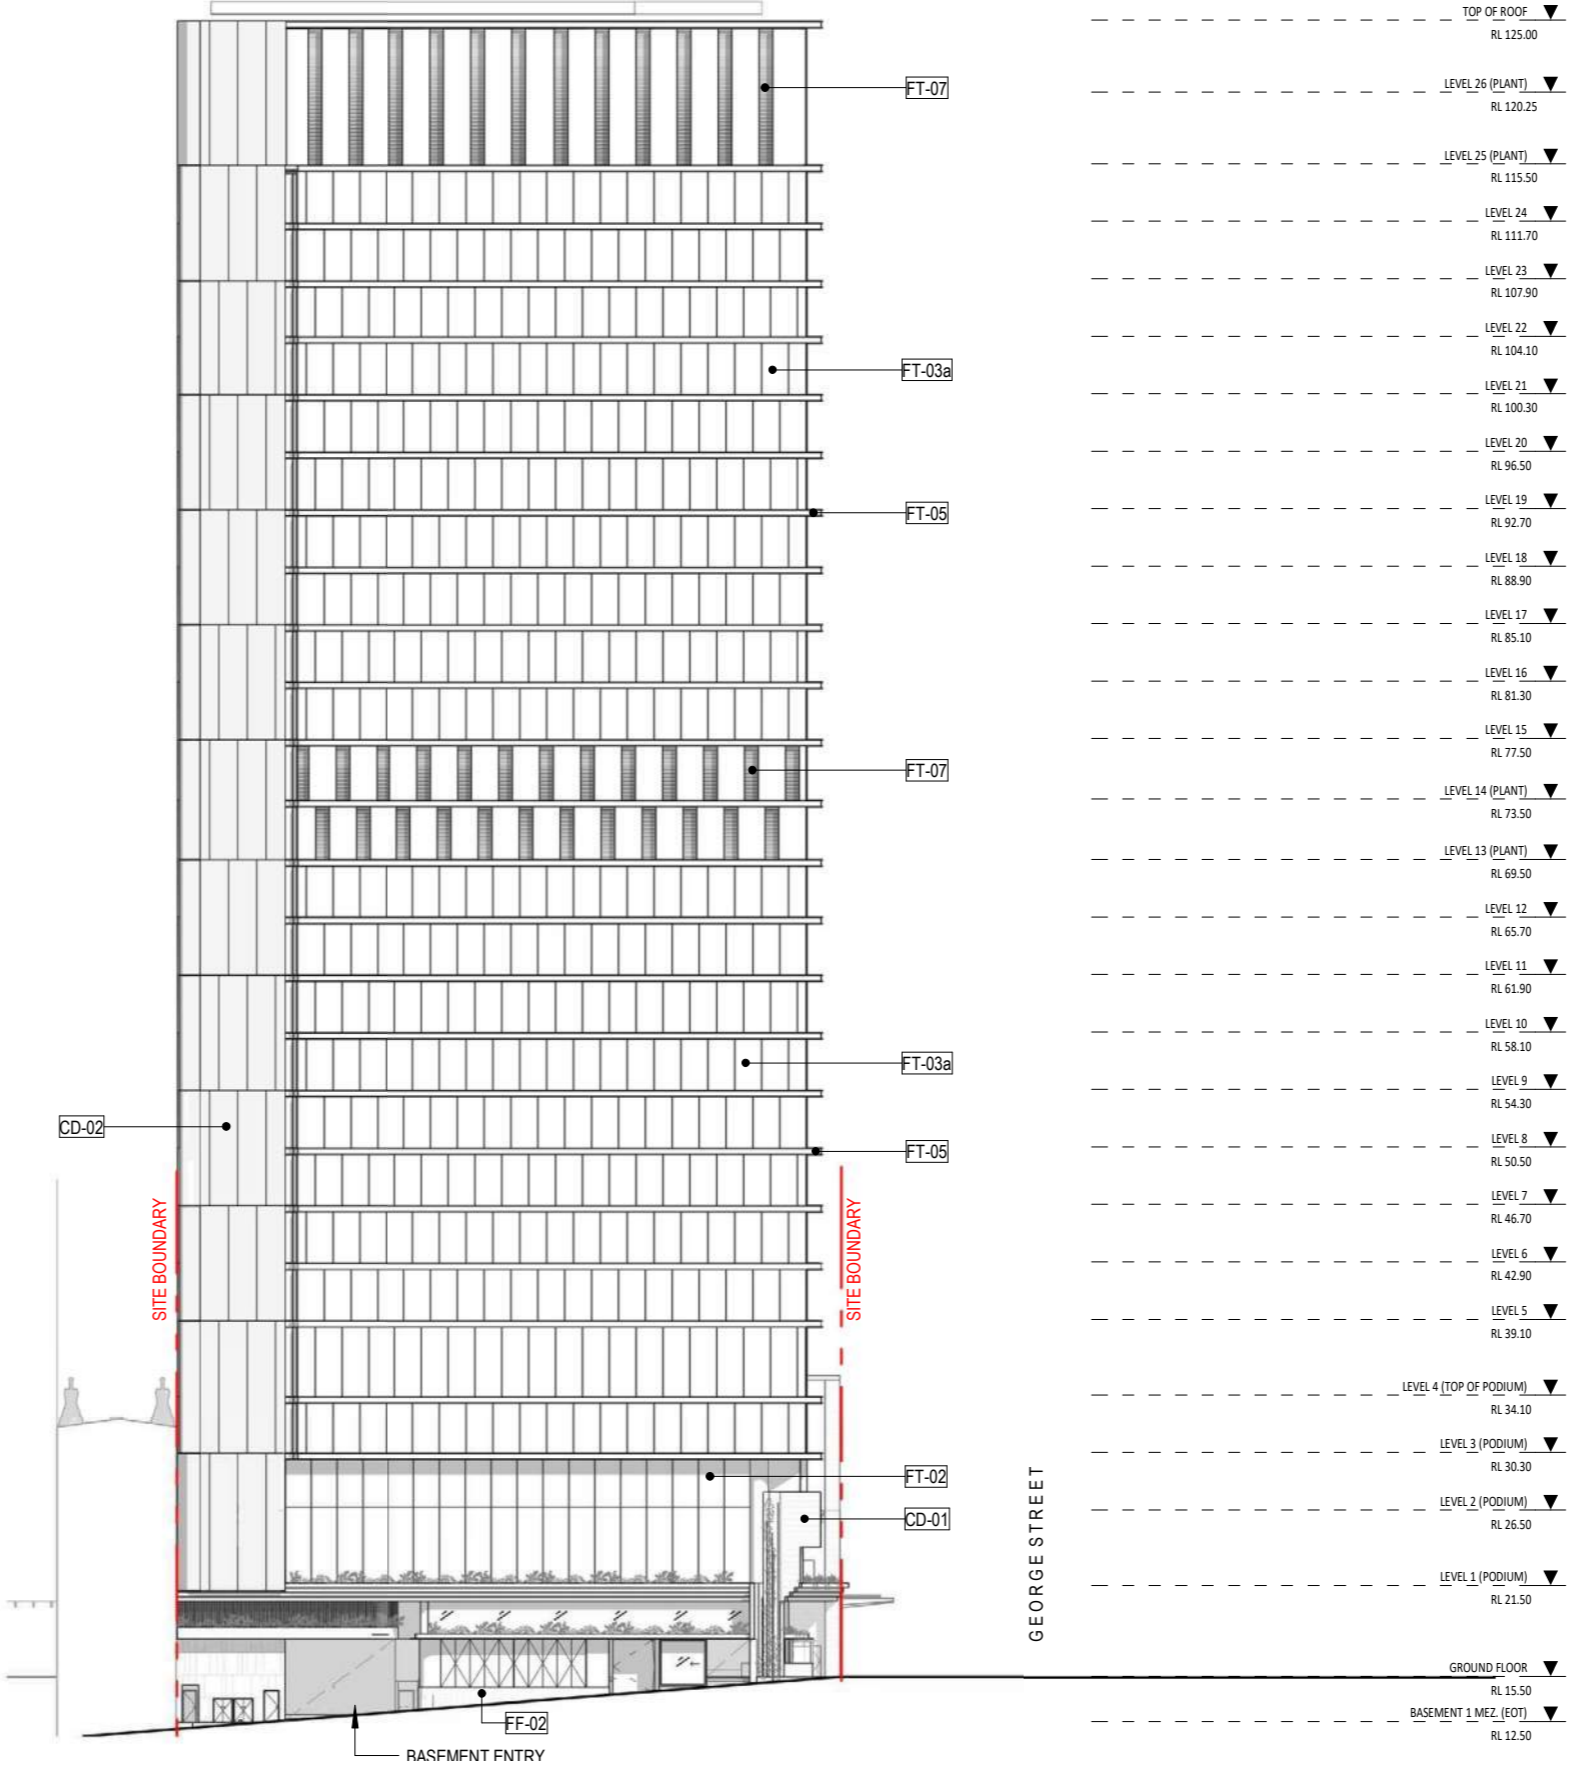 TOP OF ROOF
RL 125.00
FT-07
LEVEL 26 (PLANT)
RL 120.25
LEVEL 25 (PLANT)
RL 115.50
LEVEL 24
RL 111.70
LEVEL 23
RL 107.90
LEVEL 22
RL 104.10
FT-03a
LEVEL 21
RL 100.30
LEVEL 20
RL 96.50
LEVEL 19
RL 92.70
FT-05
LEVEL 18
RL 88.90
LEVEL 17
RL 85.10
LEVEL 16
RL 81.30
LEVEL 15
RL 77.50
FT-07
LEVEL 14 (PLANT)
RL 73.50
LEVEL 13 (PLANT)
RL 69.50
LEVEL 12
RL 65.70
LEVEL 11
RL 61.90
LEVEL 10
RL 58.10
FT-03a
LEVEL 9
RL 54.30
CD-02
LEVEL 8
RL 50.50
FT-05
LEVEL 7
RL 46.70
SITE BOUNDARY
SITE BOUNDARY
LEVEL 6
RL 42.90
LEVEL 5
RL 39.10
LEVEL 4 (TOP OF PODIUM)
RL 34.10
LEVEL 3 (PODIUM)
RL 30.30
FT-02
LEVEL 2 (PODIUM)
RL 26.50
CD-01
GEORGE STREET
LEVEL 1 (PODIUM)
RL 21.50
GROUND FLOOR
RL 15.50
BASEMENT 1 MEZ. (EOT)
RL 12.50
FF-02
BASEMENT ENTRY